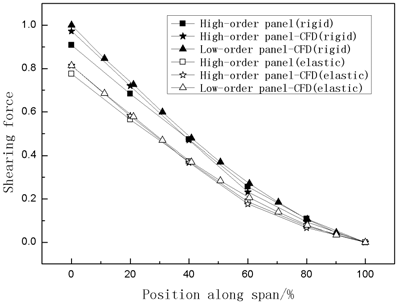 High-order panel(rigid)
High-order panel-CFD(rigid)
Low-order panel-CFD(rigid)
High-order panel(elastic)
High-order panel-CFD(elastic)
Low-order panel-CFD(elastic)
1.0
0.8
0.6
0.4
0.2
0.0
Shearing force
0 20 40 60 80 100
Position along span/%